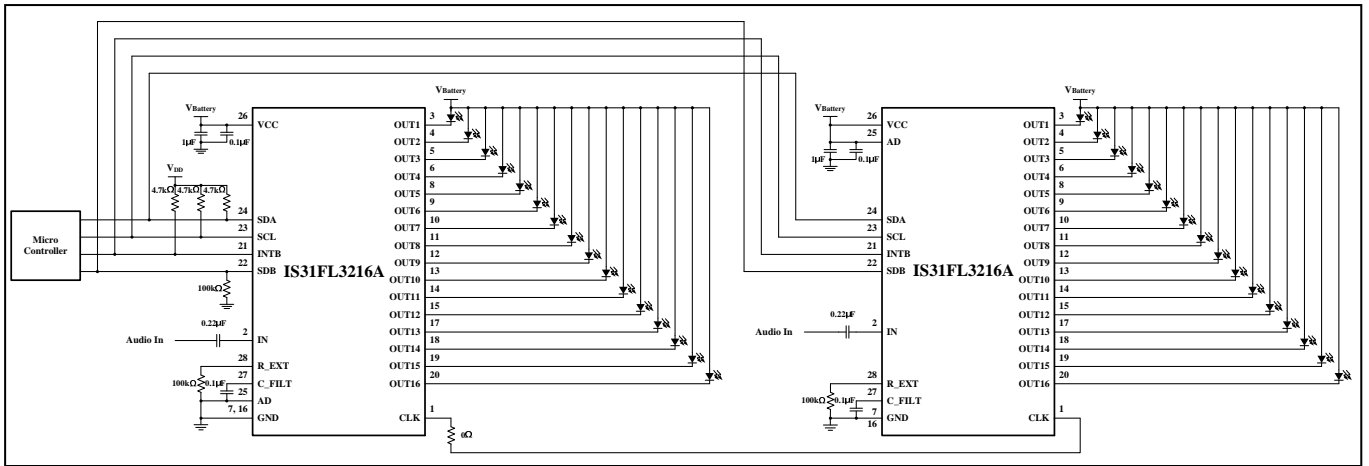 Micro
Controller
V_Battery
1μF
0.1μF
V_DD
4.7kΩ
4.7kΩ
4.7kΩ
100kΩ
Audio In
0.22μF
100kΩ
0.1μF
26
VCC
24
SDA
23
SCL
21
INTB
22
SDB
IS31FL3216A
2
IN
28
R_EXT
27
C_FILT
25
AD
7, 16
GND
V_Battery
OUT1
3
OUT2
4
OUT3
5
OUT4
6
OUT5
8
OUT6
9
OUT7
10
OUT8
11
OUT9
12
OUT10
13
OUT11
14
OUT12
15
OUT13
17
OUT14
18
OUT15
19
OUT16
20
CLK
1
0Ω
V_Battery
1μF
0.1μF
26
VCC
25
AD
24
SDA
23
SCL
21
INTB
22
SDB
IS31FL3216A
Audio In
0.22μF
2
IN
100kΩ
0.1μF
28
R_EXT
27
C_FILT
7
16
GND
V_Battery
OUT1
3
OUT2
4
OUT3
5
OUT4
6
OUT5
8
OUT6
9
OUT7
10
OUT8
11
OUT9
12
OUT10
13
OUT11
14
OUT12
15
OUT13
17
OUT14
18
OUT15
19
OUT16
20
CLK
1